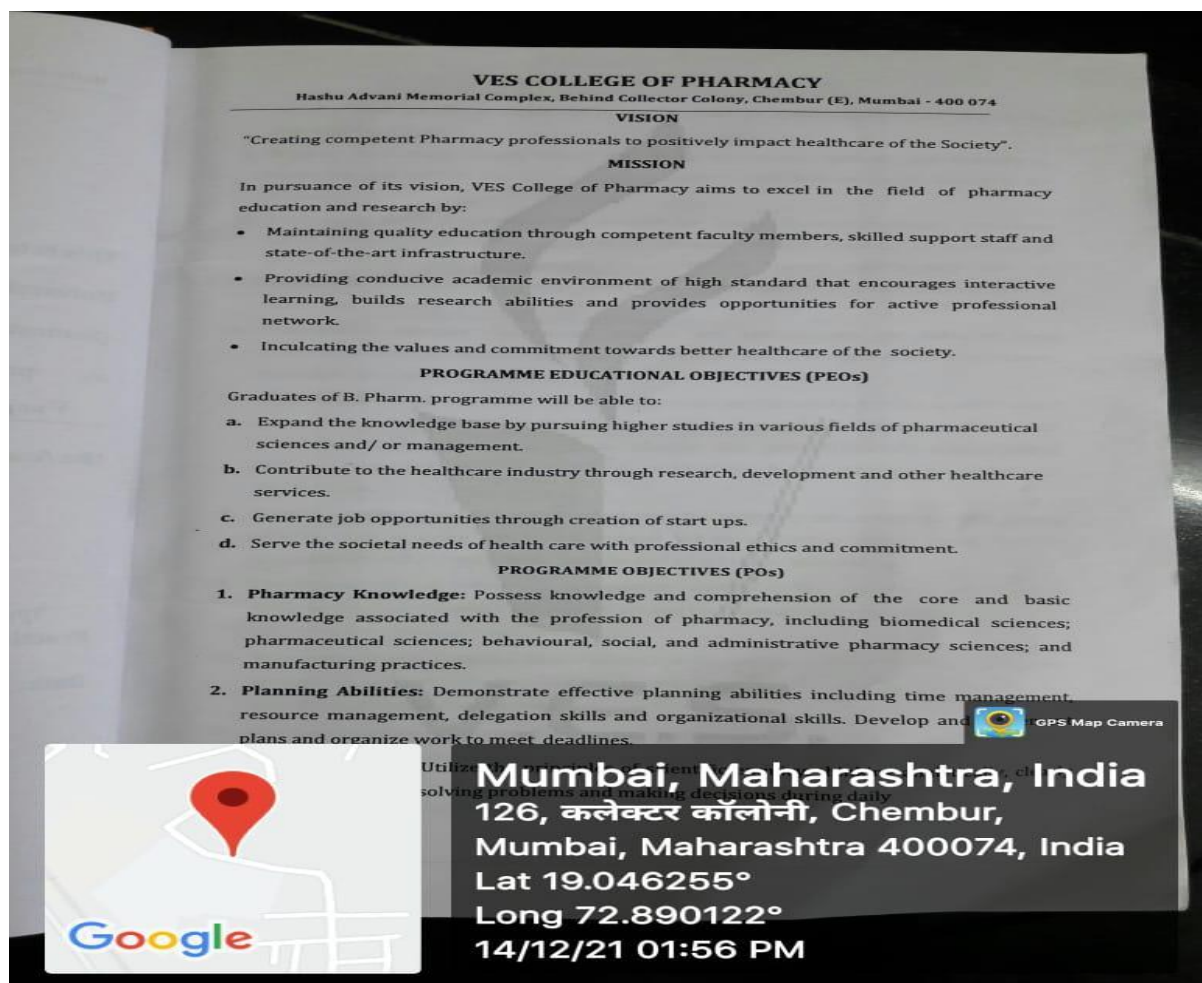 VES COLLEGE OF PHARMACY
Hashu Advani Memorial Complex, Behind Collector Colony, Chembur (E), Mumbai - 400 074
VISION
"Creating competent Pharmacy professionals to positively impact healthcare of the Society".
MISSION
In pursuance of its vision, VES College of Pharmacy aims to excel in the field of pharmacy
education and research by:
• Maintaining quality education through competent faculty members, skilled support staff and
state-of-the-art infrastructure.
• Providing conducive academic environment of high standard that encourages interactive
learning, builds research abilities and provides opportunities for active professional
network.
• Inculcating the values and commitment towards better healthcare of the society.
PROGRAMME EDUCATIONAL OBJECTIVES (PEOs)
Graduates of B. Pharm. programme will be able to:
a. Expand the knowledge base by pursuing higher studies in various fields of pharmaceutical
sciences and/ or management.
b. Contribute to the healthcare industry through research, development and other healthcare
services.
c. Generate job opportunities through creation of start ups.
d. Serve the societal needs of health care with professional ethics and commitment.
PROGRAMME OBJECTIVES (POs)
1. Pharmacy Knowledge: Possess knowledge and comprehension of the core and basic
knowledge associated with the profession of pharmacy, including biomedical sciences;
pharmaceutical sciences; behavioural, social, and administrative pharmacy sciences; and
manufacturing practices.
2. Planning Abilities: Demonstrate effective planning abilities including time management,
resource management, delegation skills and organizational skills. Develop and
plans and organize work to meet deadlines.
Utilize the principles of
solving problems and making decisions during daily
GPS Map Camera
Google
Mumbai, Maharashtra, India
126, कलेक्टर कॉलोनी, Chembur,
Mumbai, Maharashtra 400074, India
Lat 19.046255°
Long 72.890122°
14/12/21 01:56 PM